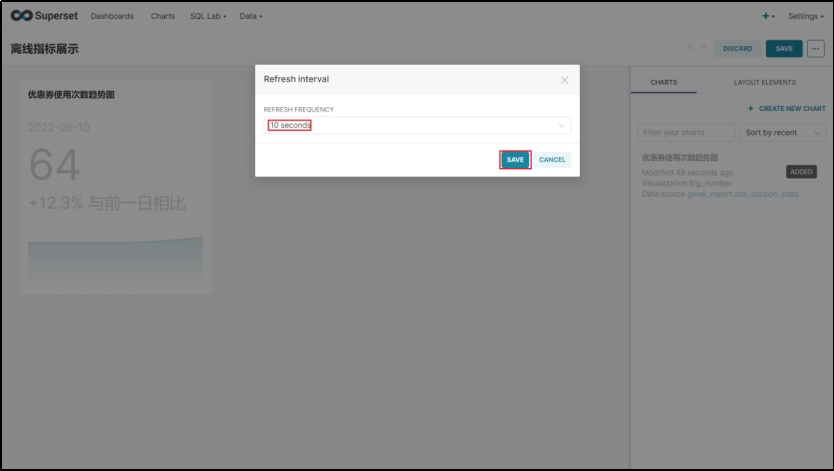 Superset Dashboards Charts SQL Lab Data Settings
离线指标展示 DISCARD SAVE
Refresh interval
REFRESH FREQUENCY
10 seconds
SAVE CANCEL
优惠券使用次数趋势图
2022-06-10
64
+12.3% 与前一日相比
CHARTS LAYOUT ELEMENTS
+ CREATE NEW CHART
Filter your charts Sort by recent
优惠券使用次数趋势图
Modified 48 seconds ago ADDED
Visualization big_number
Data source gmall_report.ads_coupon_stats